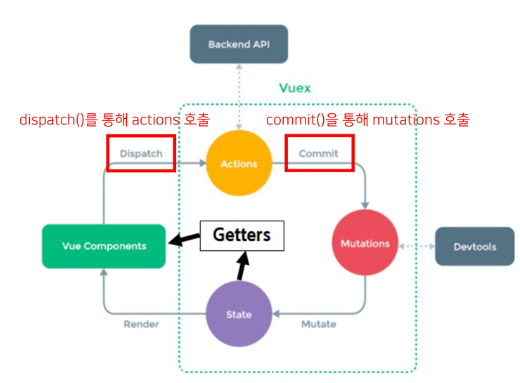 Backend API
Vuex
dispatch()를 통해 actions 호출
commit()을 통해 mutations 호출
Dispatch
Commit
Actions
Getters
Vue Components
Mutations
Devtools
State
Render
Mutate